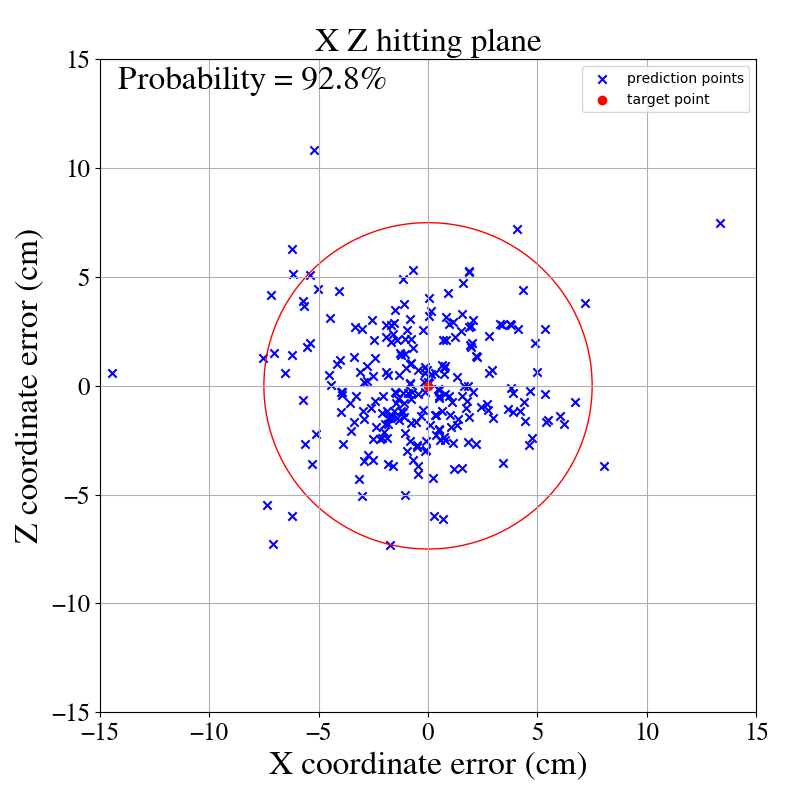 X Z hitting plane
Probability = 92.8%
prediction points
target point
Z coordinate error (cm)
15
10
5
0
−5
−10
−15
−15
−10
−5
0
5
10
15
X coordinate error (cm)